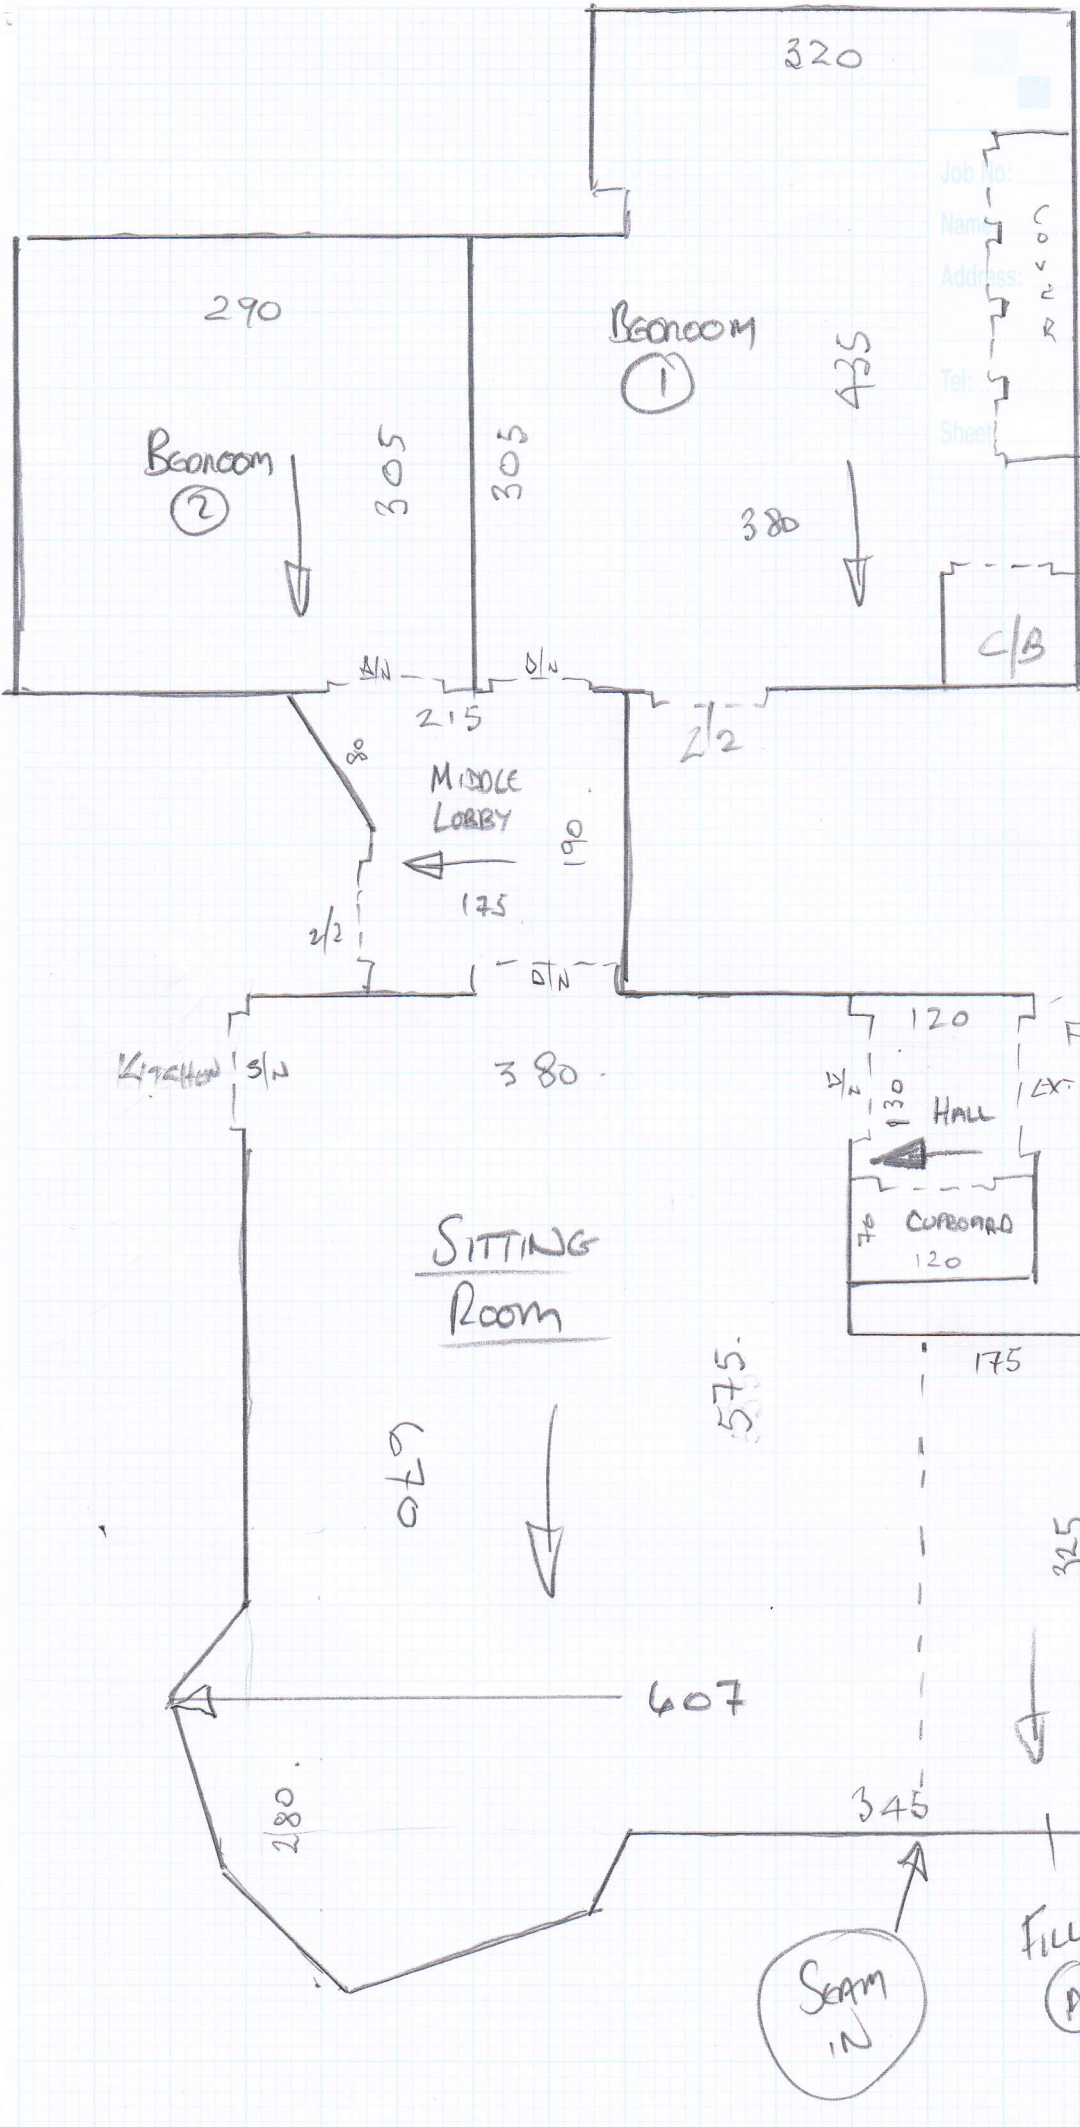 320
Job No:
Name
Address:
Tel:
Sheet
COVER
290
BEDROOM
1
435
BEDROOM
2
305
305
380
C/B
D/N
D/N
215
2/2
80
MIDDLE
LOBBY
190
175
2/2
D/N
120
KITCHEN
S/N
380
130
HALL
EXT
70
CUPBOARD
120
SITTING
ROOM
175
575
670
325
607
280
345
SEAM
IN
FILL